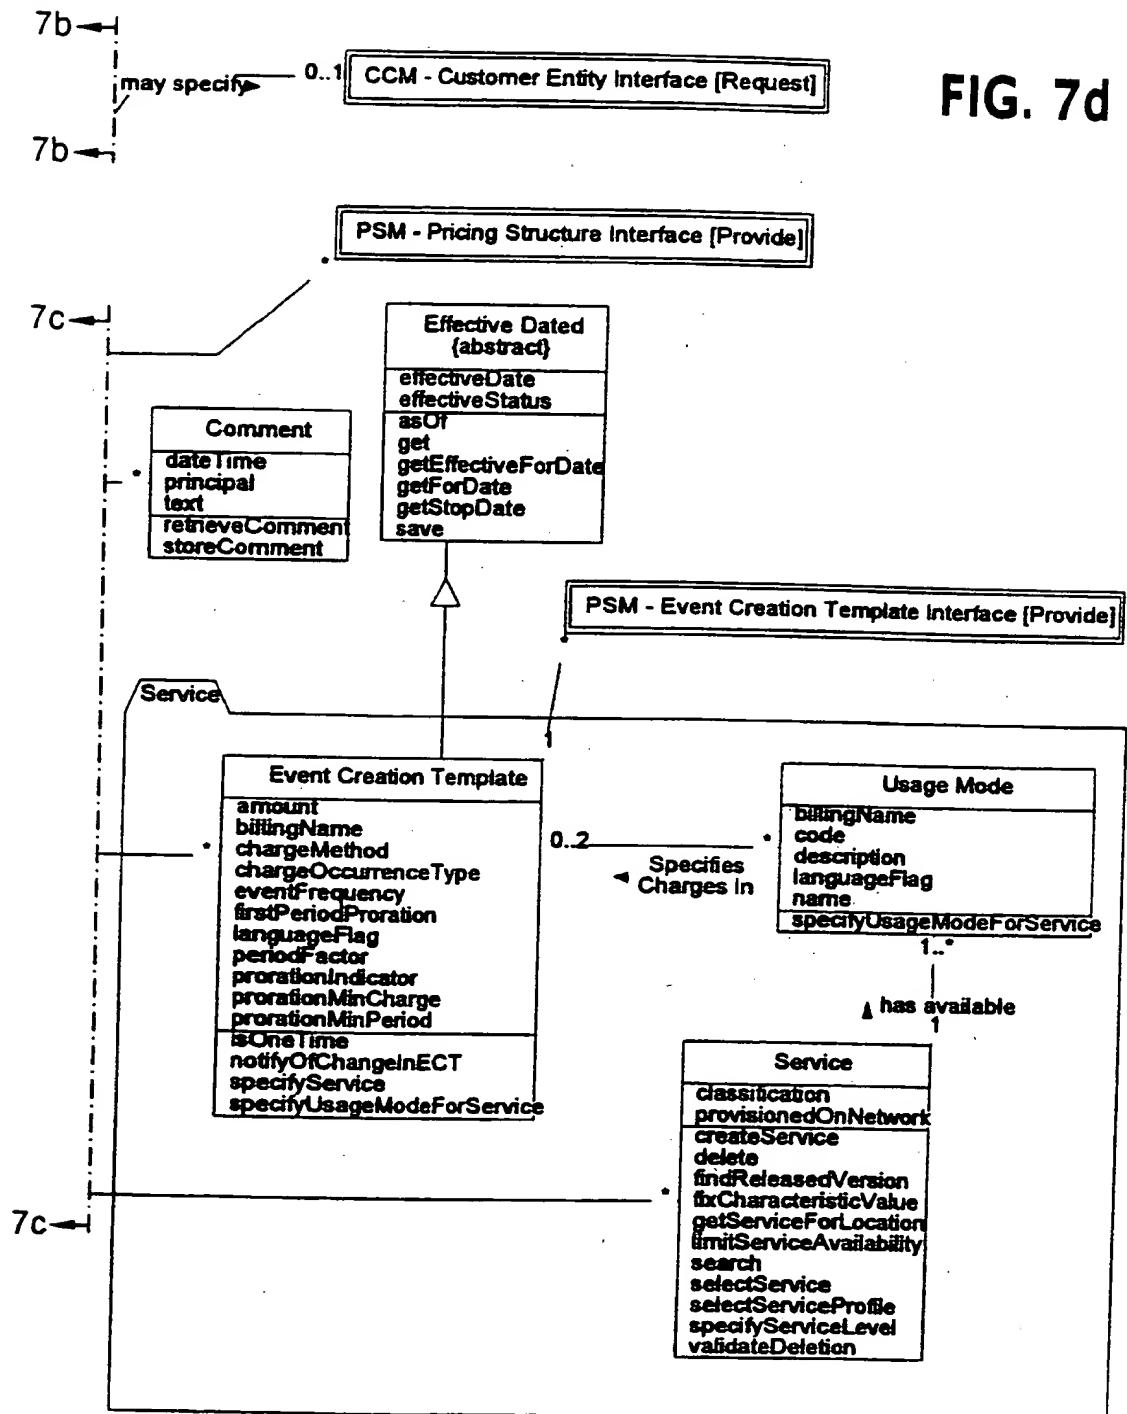 7b
may specify
0..1
CCM - Customer Entity Interface [Request]
FIG. 7d
7b
PSM - Pricing Structure Interface [Provide]
*
7c
Effective Dated
{abstract}
effectiveDate
effectiveStatus
asOf
get
getEffectiveForDate
getForDate
getStopDate
save
Comment
dateTime
principal
text
retrieveComment
storeComment
*
PSM - Event Creation Template Interface [Provide]
*
1
Service
Event Creation Template
amount
billingName
chargeMethod
chargeOccurrenceType
eventFrequency
firstPeriodProration
languageFlag
periodFactor
prorationIndicator
prorationMinCharge
prorationMinPeriod
isOneTime
notifyOfChangeInECT
specifyService
specifyUsageModeForService
*
0..2
*
Specifies
Charges In
Usage Mode
billingName
code
description
languageFlag
name
specifyUsageModeForService
1..*
has available
1
Service
classification
provisionedOnNetwork
createService
delete
findReleasedVersion
fixCharacteristicValue
getServiceForLocation
limitServiceAvailability
search
selectService
selectServiceProfile
specifyServiceLevel
validateDeletion
*
7c